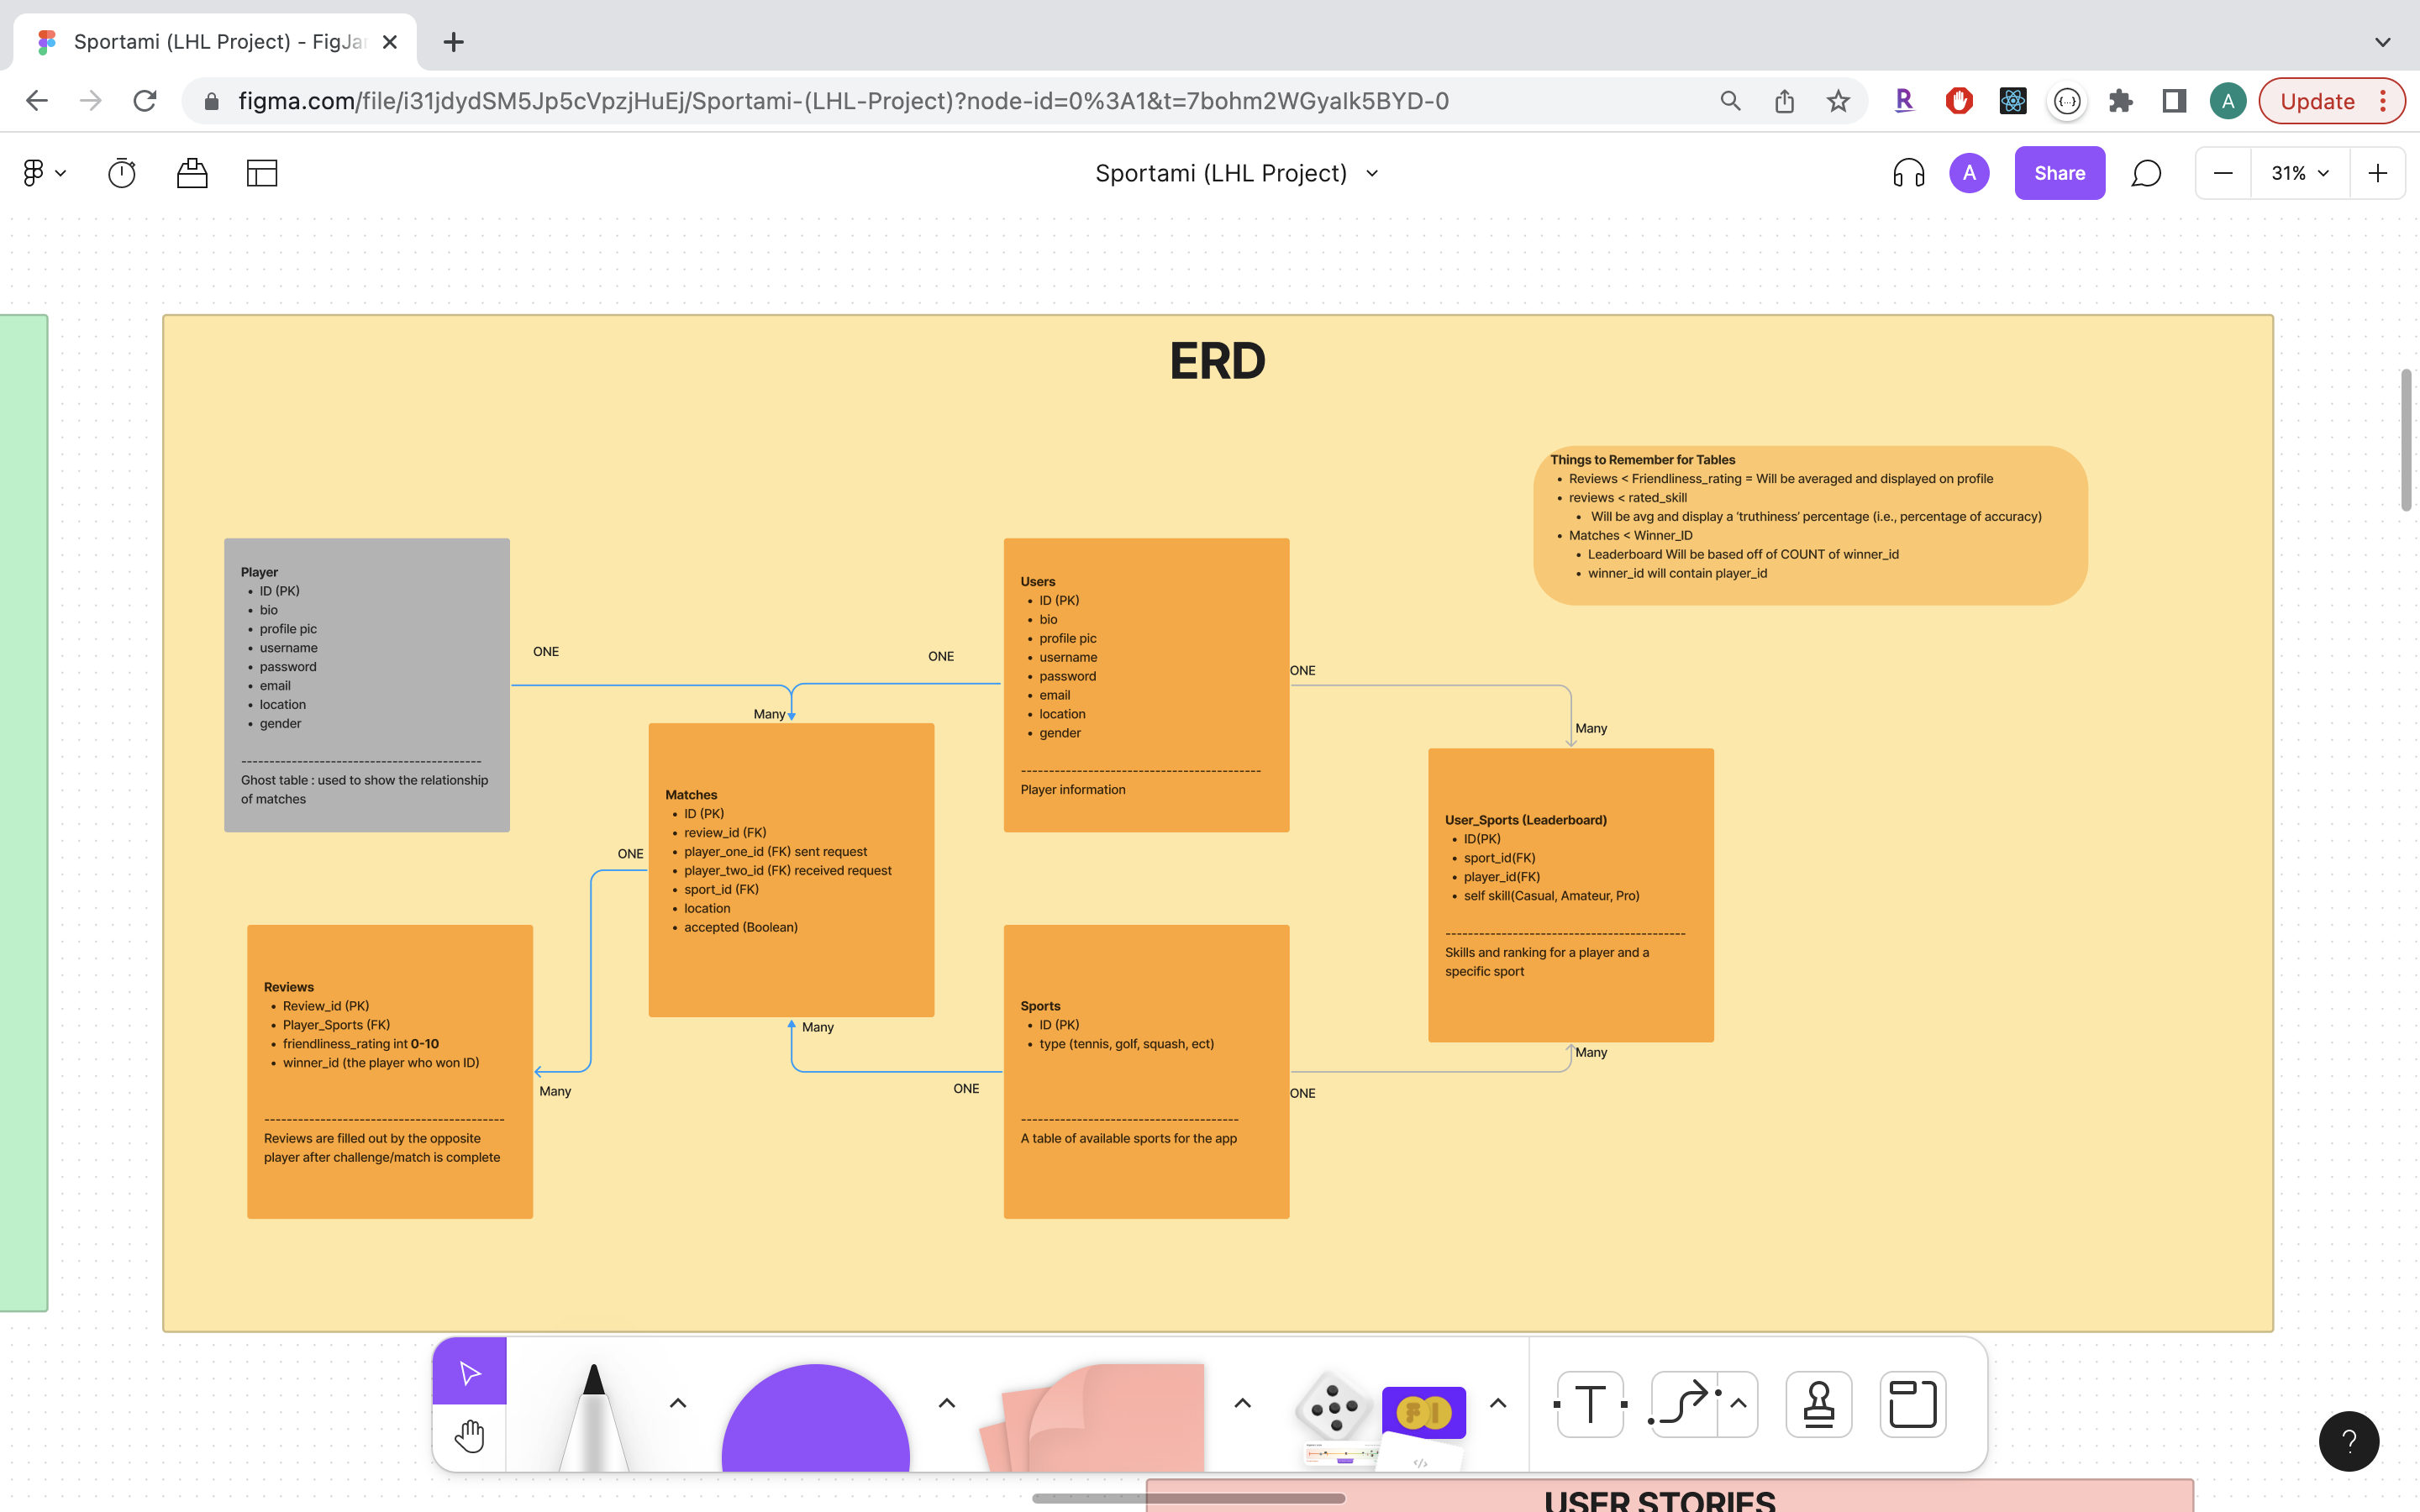 Sportami (LHL Project) - FigJa
figma.com/file/i31jdydSM5Jp5cVpzjHuEj/Sportami-(LHL-Project)?node-id=0%3A1&t=7bohm2WGyaIk5BYD-0
R
A
Update
Sportami (LHL Project)
A
Share
31%
ERD
Things to Remember for Tables
• Reviews < Friendliness_rating = Will be averaged and displayed on profile
• reviews < rated_skill
• Will be avg and display a 'truthiness' percentage (i.e., percentage of accuracy)
• Matches < Winner_ID
• Leaderboard Will be based off of COUNT of winner_id
• winner_id will contain player_id
Player
• ID (PK)
• bio
• profile pic
• username
• password
• email
• location
• gender
-------------------------------------------
Ghost table : used to show the relationship
of matches
ONE
ONE
Many
Users
• ID (PK)
• bio
• profile pic
• username
• password
• email
• location
• gender
-------------------------------------------
Player information
ONE
Many
Matches
• ID (PK)
• review_id (FK)
• player_one_id (FK) sent request
• player_two_id (FK) received request
• sport_id (FK)
• location
• accepted (Boolean)
ONE
Many
User_Sports (Leaderboard)
• ID(PK)
• sport_id(FK)
• player_id(FK)
• self skill(Casual, Amateur, Pro)
-------------------------------------------
Skills and ranking for a player and a
specific sport
Reviews
• Review_id (PK)
• Player_Sports (FK)
• friendliness_rating int 0-10
• winner_id (the player who won ID)
-------------------------------------------
Reviews are filled out by the opposite
player after challenge/match is complete
Many
ONE
Sports
• ID (PK)
• type (tennis, golf, squash, ect)
---------------------------------------
A table of available sports for the app
ONE
Many
T
</>
?
USER STORIES